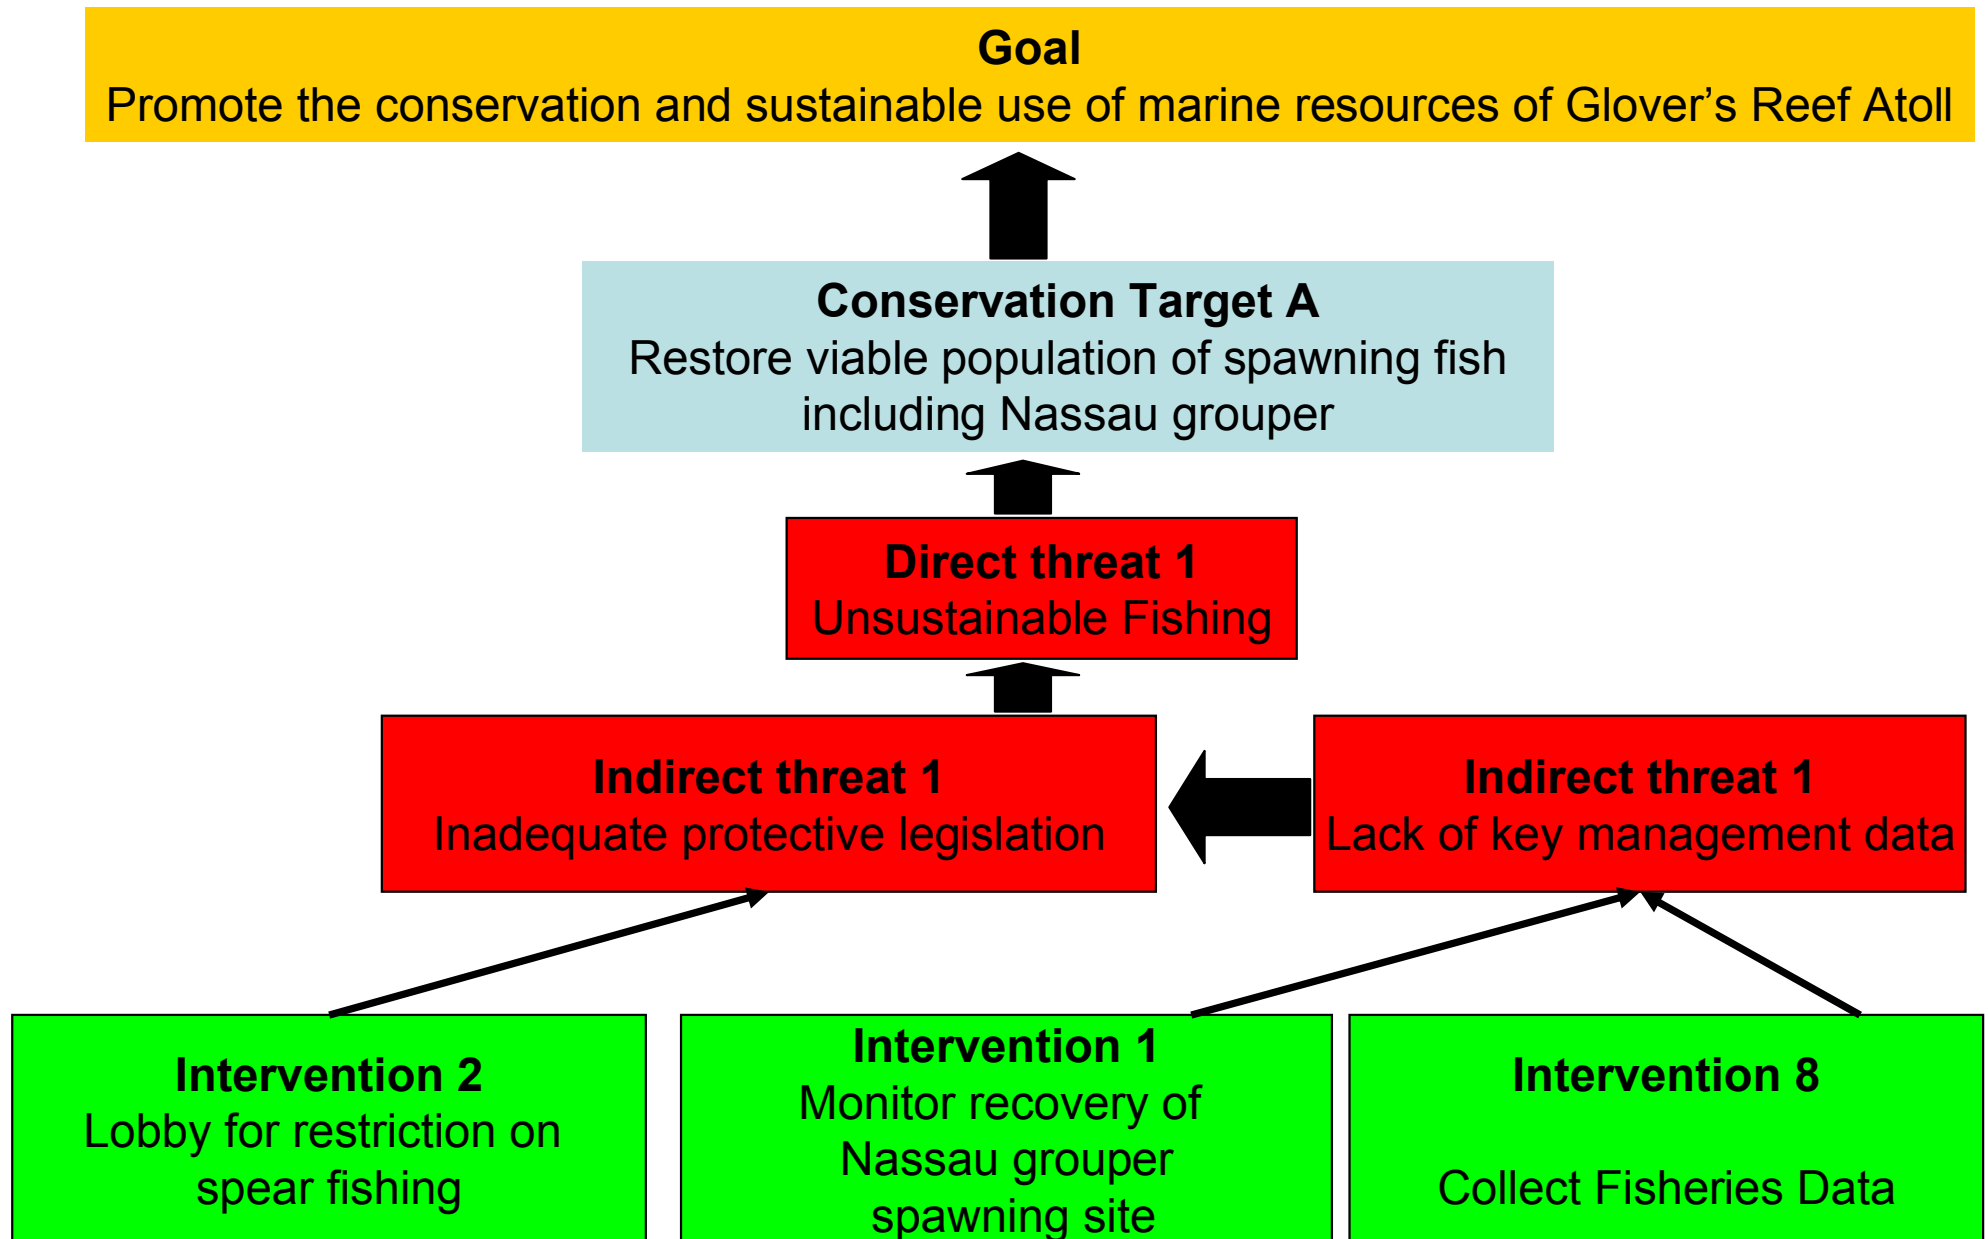 Goal
Promote the conservation and sustainable use of marine resources of Glover’s Reef Atoll
Conservation Target A
Restore viable population of spawning fish
including Nassau grouper
Direct threat 1
Unsustainable Fishing
Indirect threat 1
Inadequate protective legislation
Indirect threat 1
Lack of key management data
Intervention 2
Lobby for restriction on
spear fishing
Intervention 1
Monitor recovery of
Nassau grouper
spawning site
Intervention 8
Collect Fisheries Data